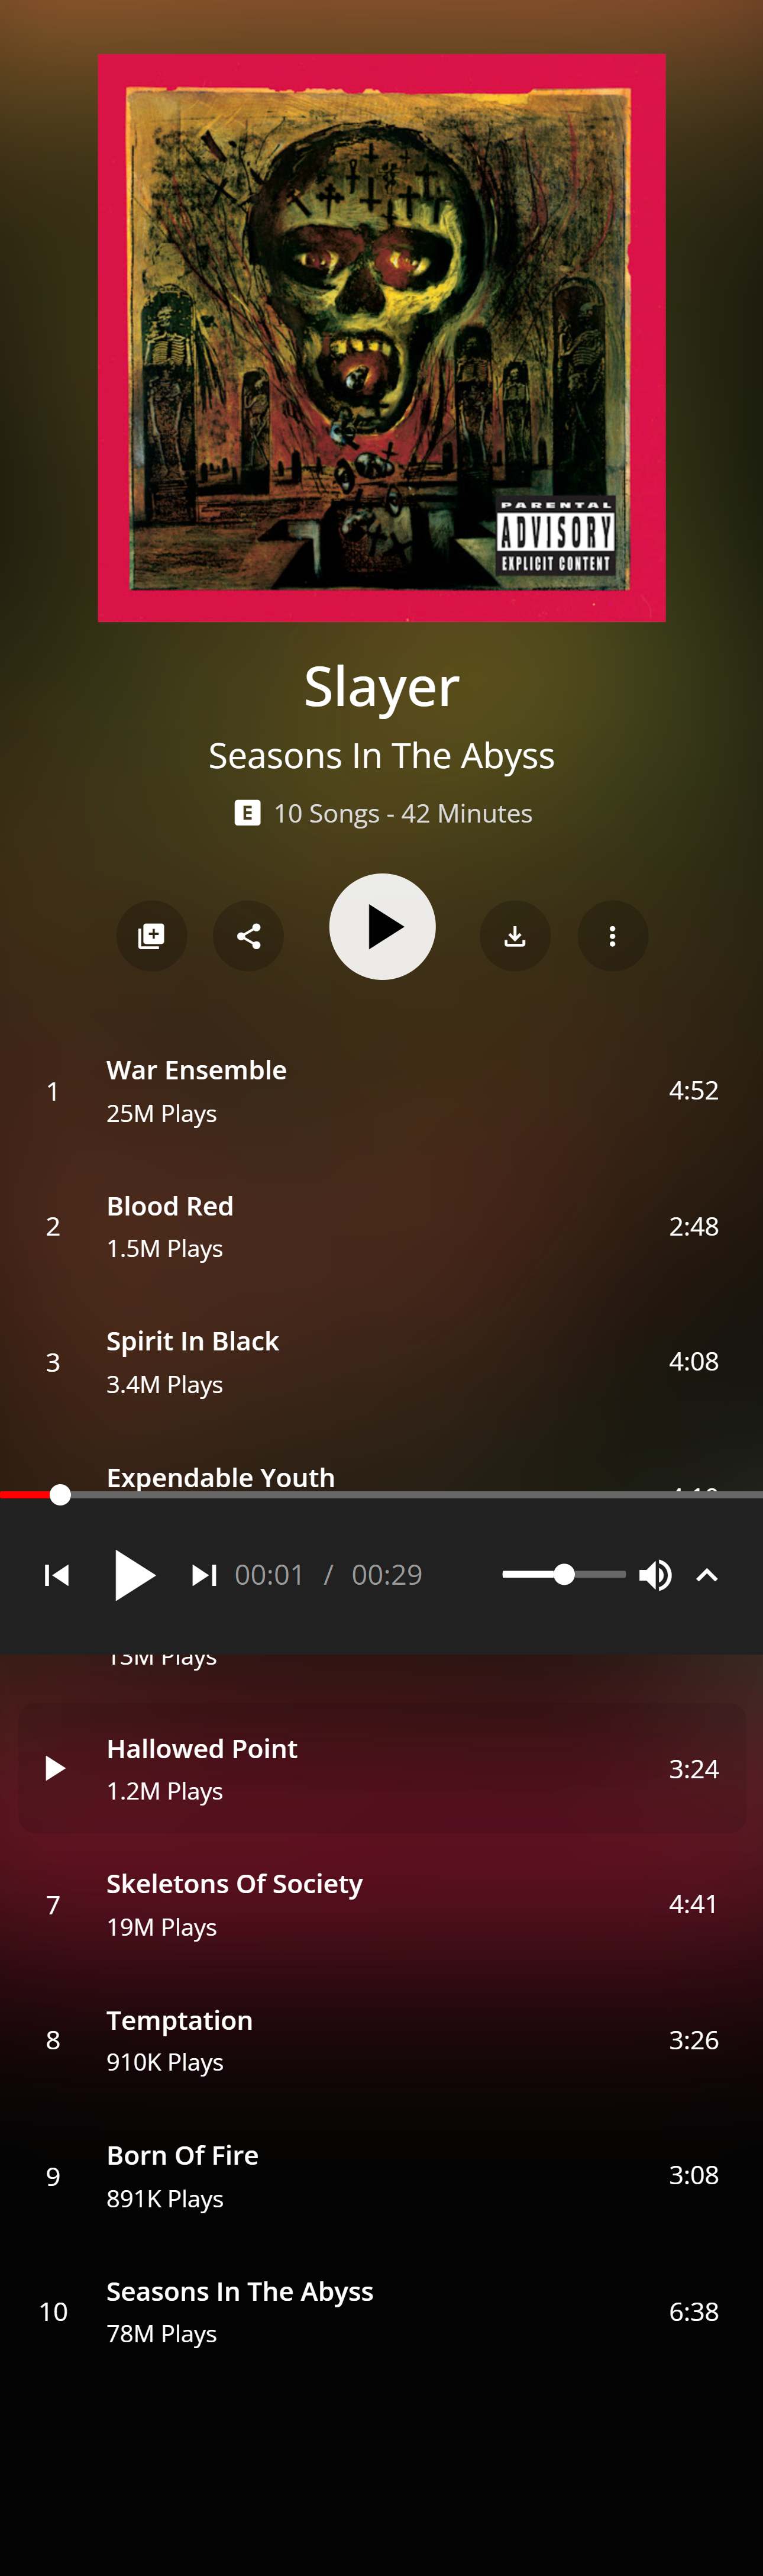 PARENTAL
ADVISORY
EXPLICIT CONTENT
Slayer
Seasons In The Abyss
E 10 Songs - 42 Minutes
1 War Ensemble 4:52
25M Plays
2 Blood Red 2:48
1.5M Plays
3 Spirit In Black 4:08
3.4M Plays
Expendable Youth
00:01 / 00:29
13M Plays
Hallowed Point 3:24
1.2M Plays
7 Skeletons Of Society 4:41
19M Plays
8 Temptation 3:26
910K Plays
9 Born Of Fire 3:08
891K Plays
10 Seasons In The Abyss 6:38
78M Plays